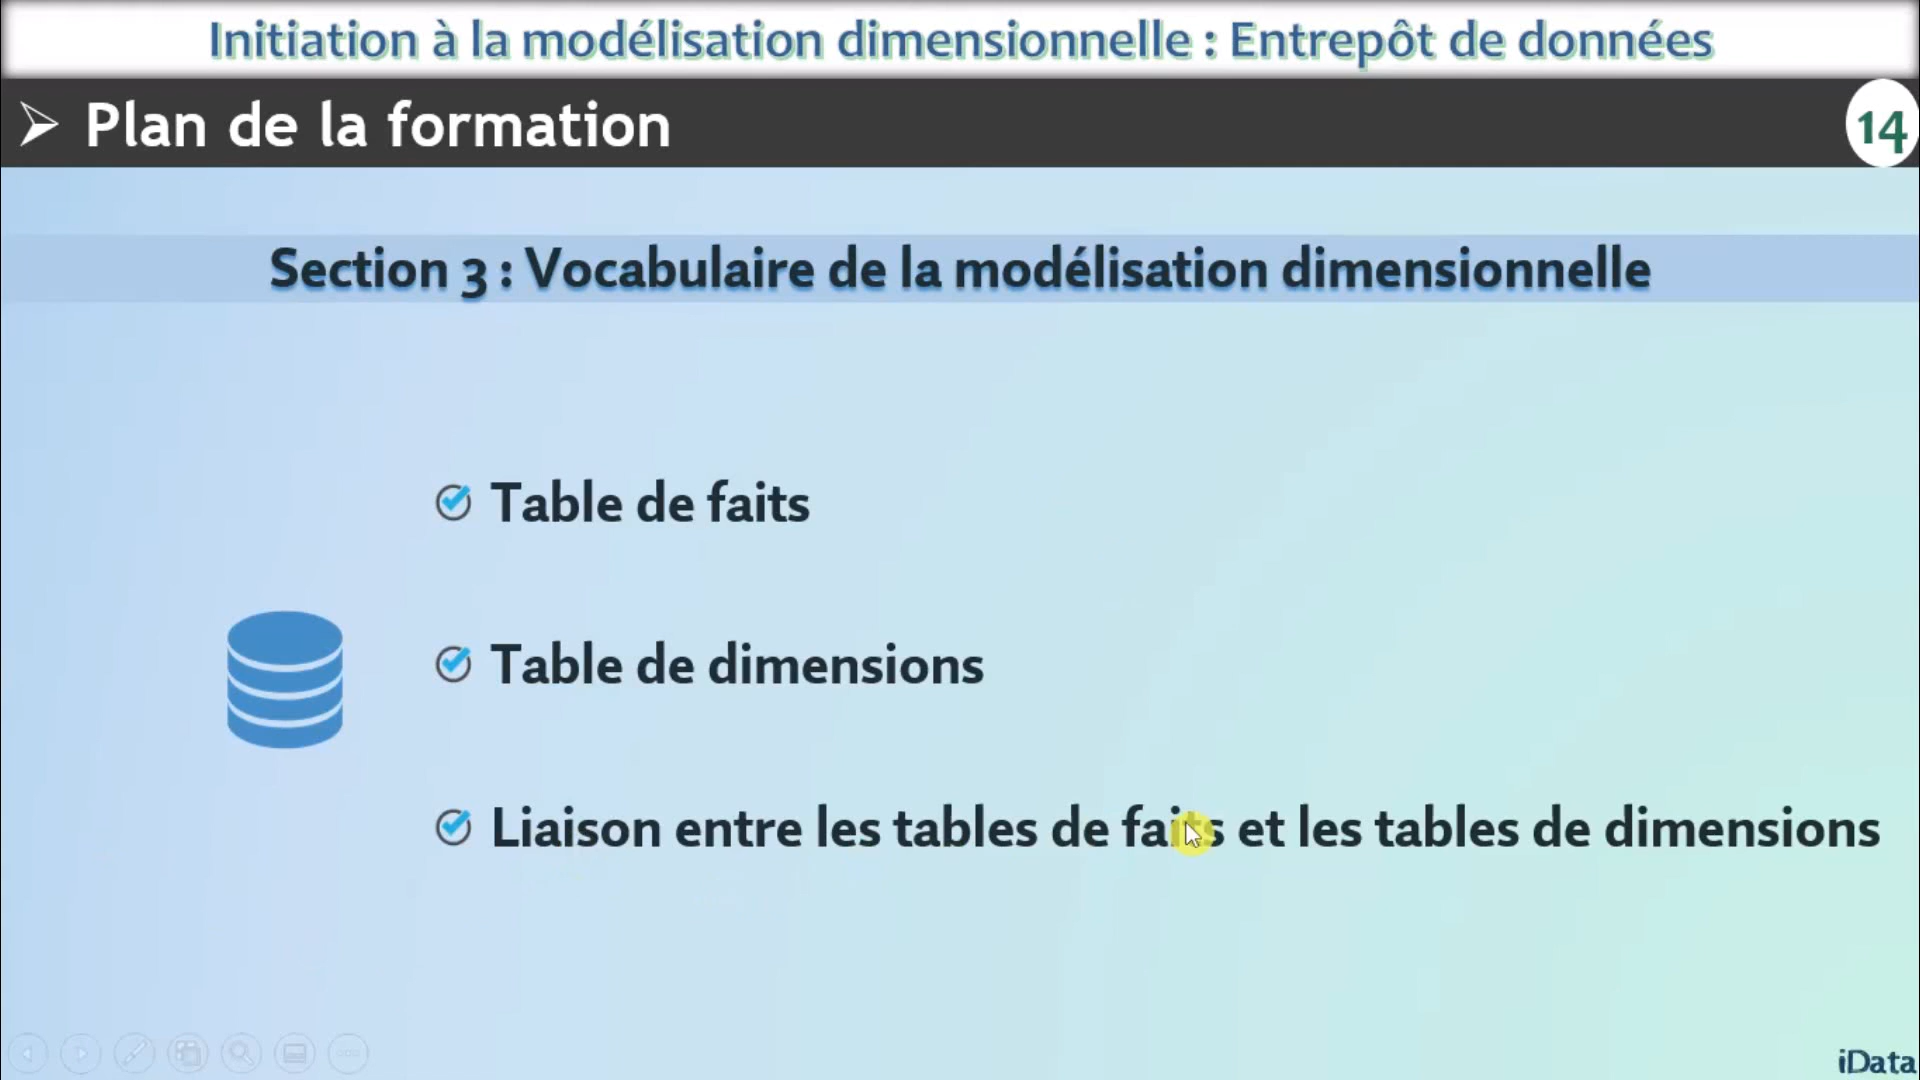 Initiation à la modélisation dimensionnelle : Entrepôt de données
Plan de la formation
14
Section 3 : Vocabulaire de la modélisation dimensionnelle
Table de faits
Table de dimensions
Liaison entre les tables de faits et les tables de dimensions
iData